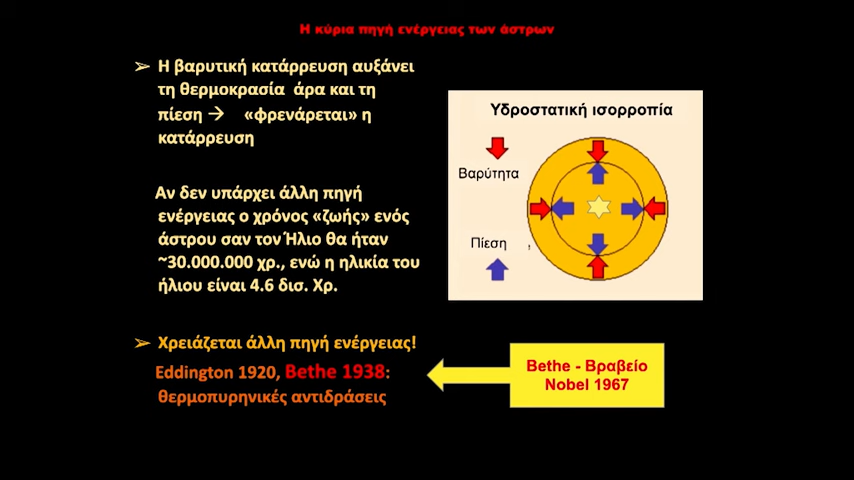 Η κύρια πηγή ενέργειας των άστρων
➢ Η βαρυτική κατάρρευση αυξάνει
τη θερμοκρασία άρα και τη
πίεση → «φρενάρεται» η
κατάρρευση
Αν δεν υπάρχει άλλη πηγή
ενέργειας ο χρόνος «ζωής» ενός
άστρου σαν τον Ήλιο θα ήταν
~30.000.000 χρ., ενώ η ηλικία του
ήλιου είναι 4.6 δισ. Χρ.
➢ Χρειάζεται άλλη πηγή ενέργειας!
Eddington 1920, Bethe 1938:
θερμοπυρηνικές αντιδράσεις
Υδροστατική ισορροπία
Βαρύτητα
Πίεση
Bethe - Βραβείο
Nobel 1967